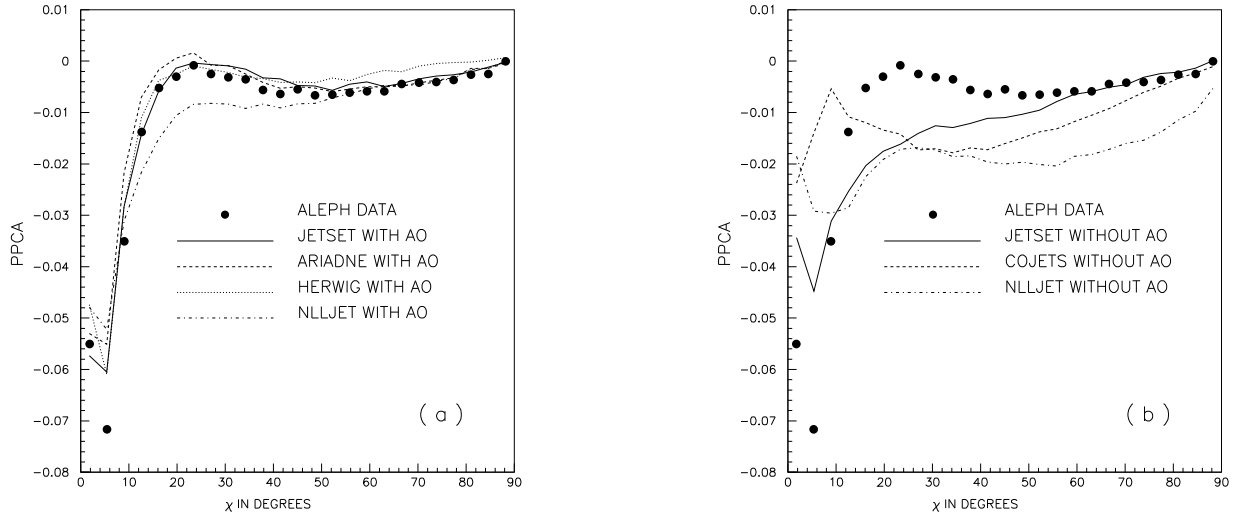 0.01
0
−0.01
−0.02
−0.03
−0.04
−0.05
−0.06
−0.07
−0.08
PPCA
ALEPH DATA
JETSET WITH AO
ARIADNE WITH AO
HERWIG WITH AO
NLLJET WITH AO
( a )
0 10 20 30 40 50 60 70 80 90
χ IN DEGREES
0.01
0
−0.01
−0.02
−0.03
−0.04
−0.05
−0.06
−0.07
−0.08
PPCA
ALEPH DATA
JETSET WITHOUT AO
COJETS WITHOUT AO
NLLJET WITHOUT AO
( b )
0 10 20 30 40 50 60 70 80 90
χ IN DEGREES